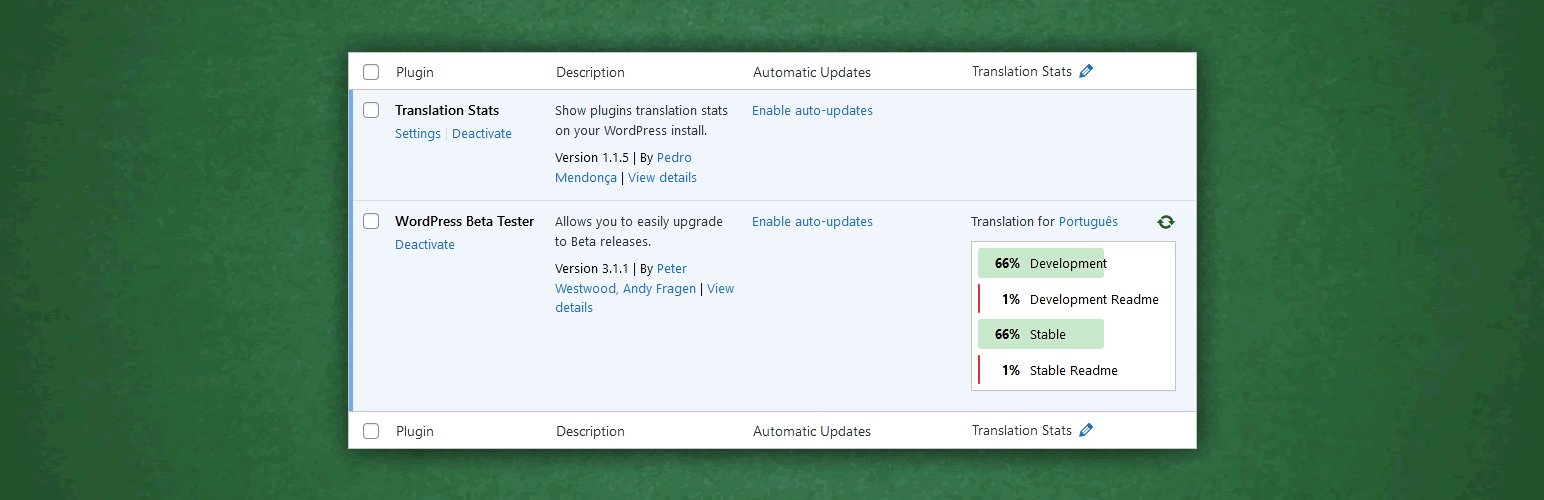 Plugin Description Automatic Updates Translation Stats
Translation Stats
Settings | Deactivate
Show plugins translation stats
on your WordPress install.
Version 1.1.5 | By Pedro
Mendonça | View details
Enable auto-updates
WordPress Beta Tester
Deactivate
Allows you to easily upgrade
to Beta releases.
Version 3.1.1 | By Peter
Westwood, Andy Fragen | View
details
Enable auto-updates
Translation for Português
66% Development
1% Development Readme
66% Stable
1% Stable Readme
Plugin Description Automatic Updates Translation Stats